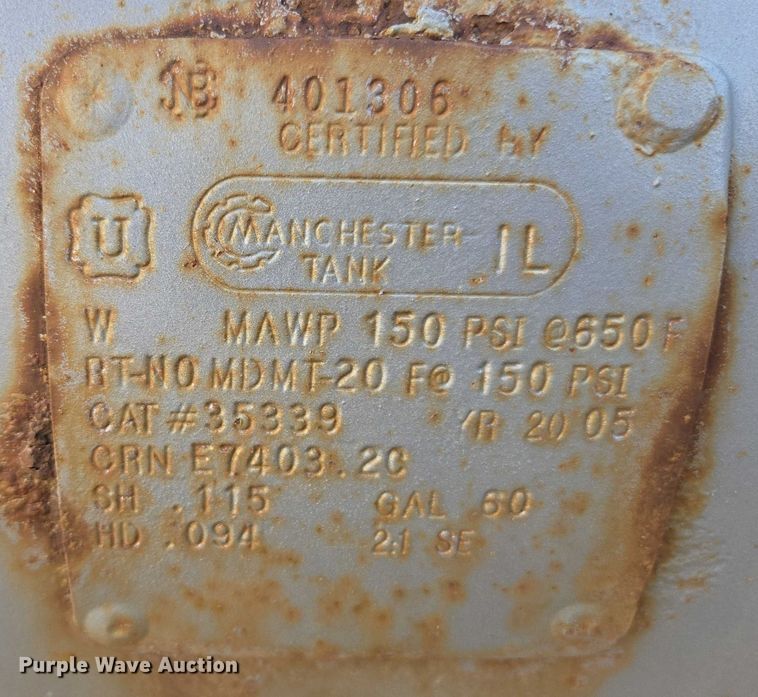 NB 401306
CERTIFIED BY
U MANCHESTER TANK IL
W MAWP 150 PSI @650 F
RT-NO MDMT-20 F@ 150 PSI
CAT#35339 YR 2005
CRN E7403.2C
SH .115 GAL 60
HD .094 2:1 SE
Purple Wave Auction